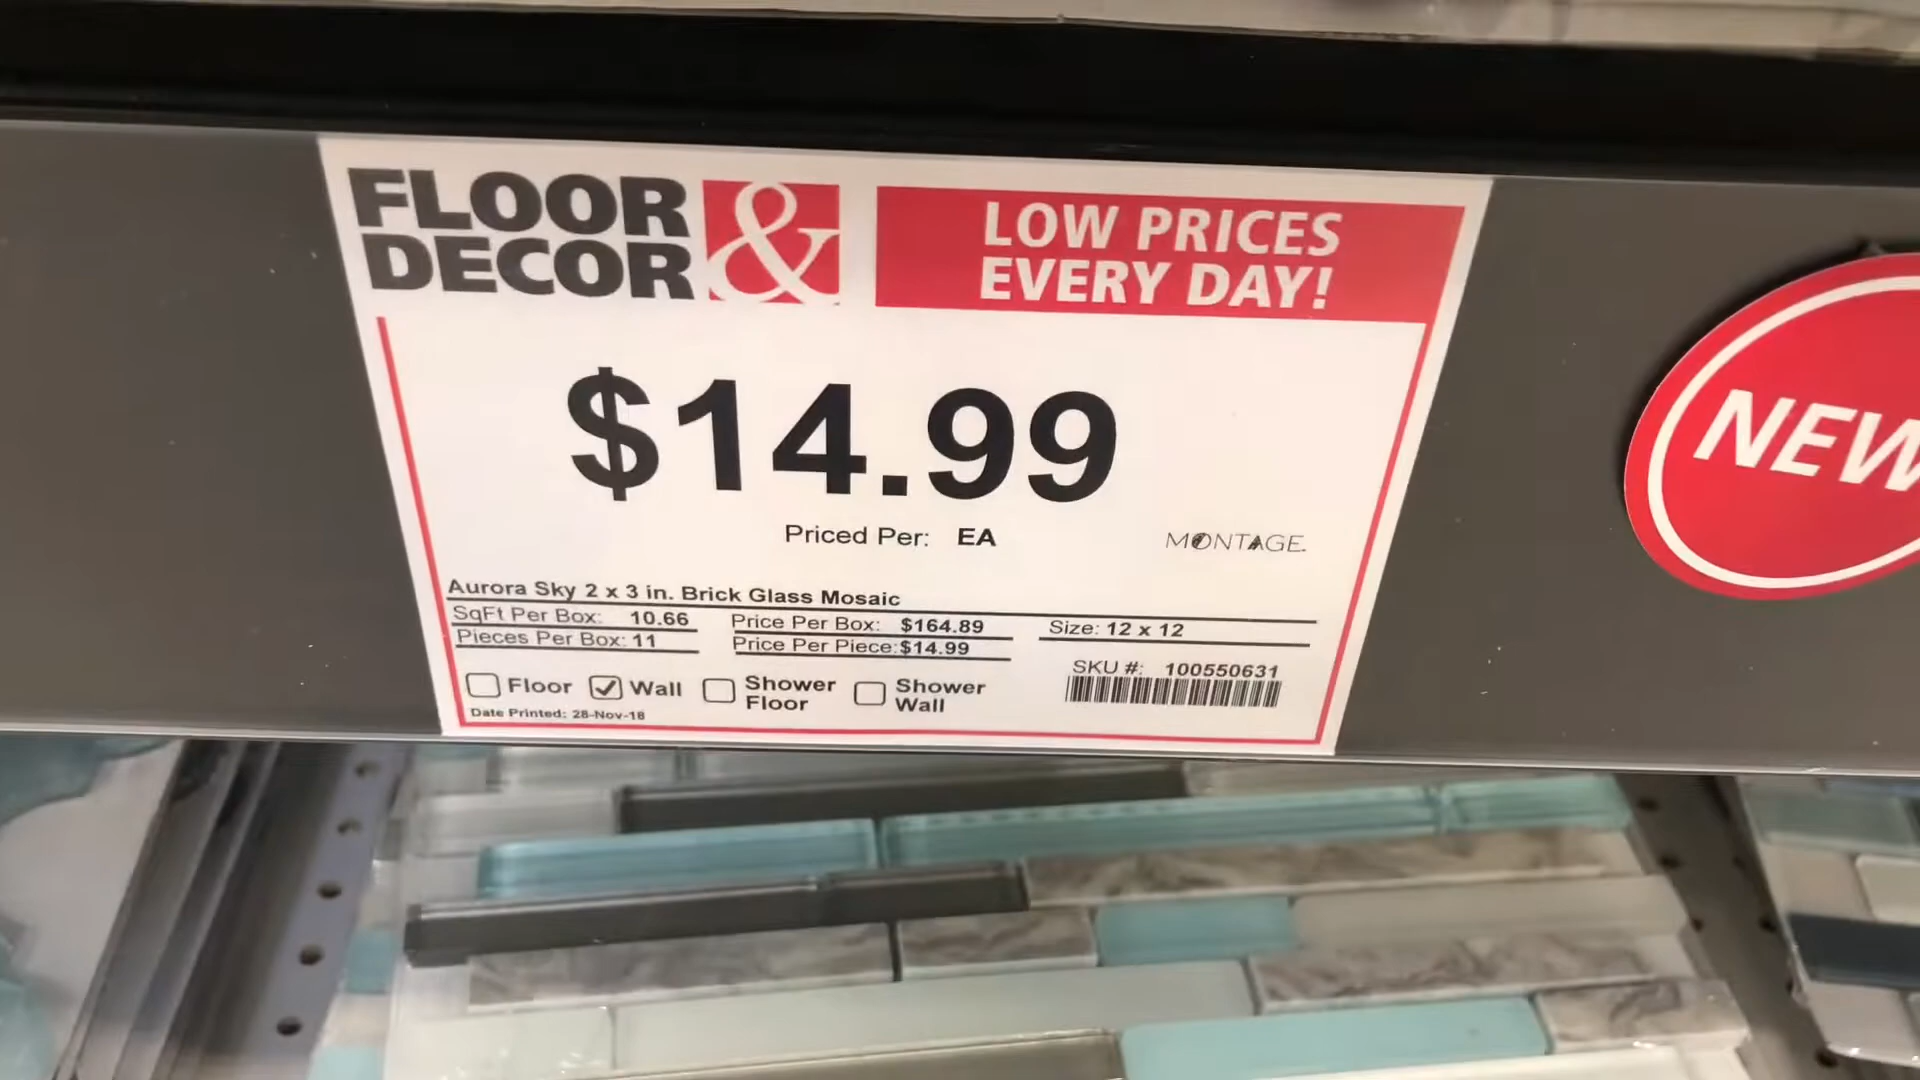 FLOOR & DECOR
LOW PRICES
EVERY DAY!
$14.99
Priced Per: EA
MONTAGE.
NEW
Aurora Sky 2 x 3 in. Brick Glass Mosaic
SqFt Per Box: 10.66 Price Per Box: $164.89 Size: 12 x 12
Pieces Per Box: 11 Price Per Piece: $14.99
SKU #: 100550631
Floor Wall Shower Floor Shower Wall
Date Printed: 28-Nov-18